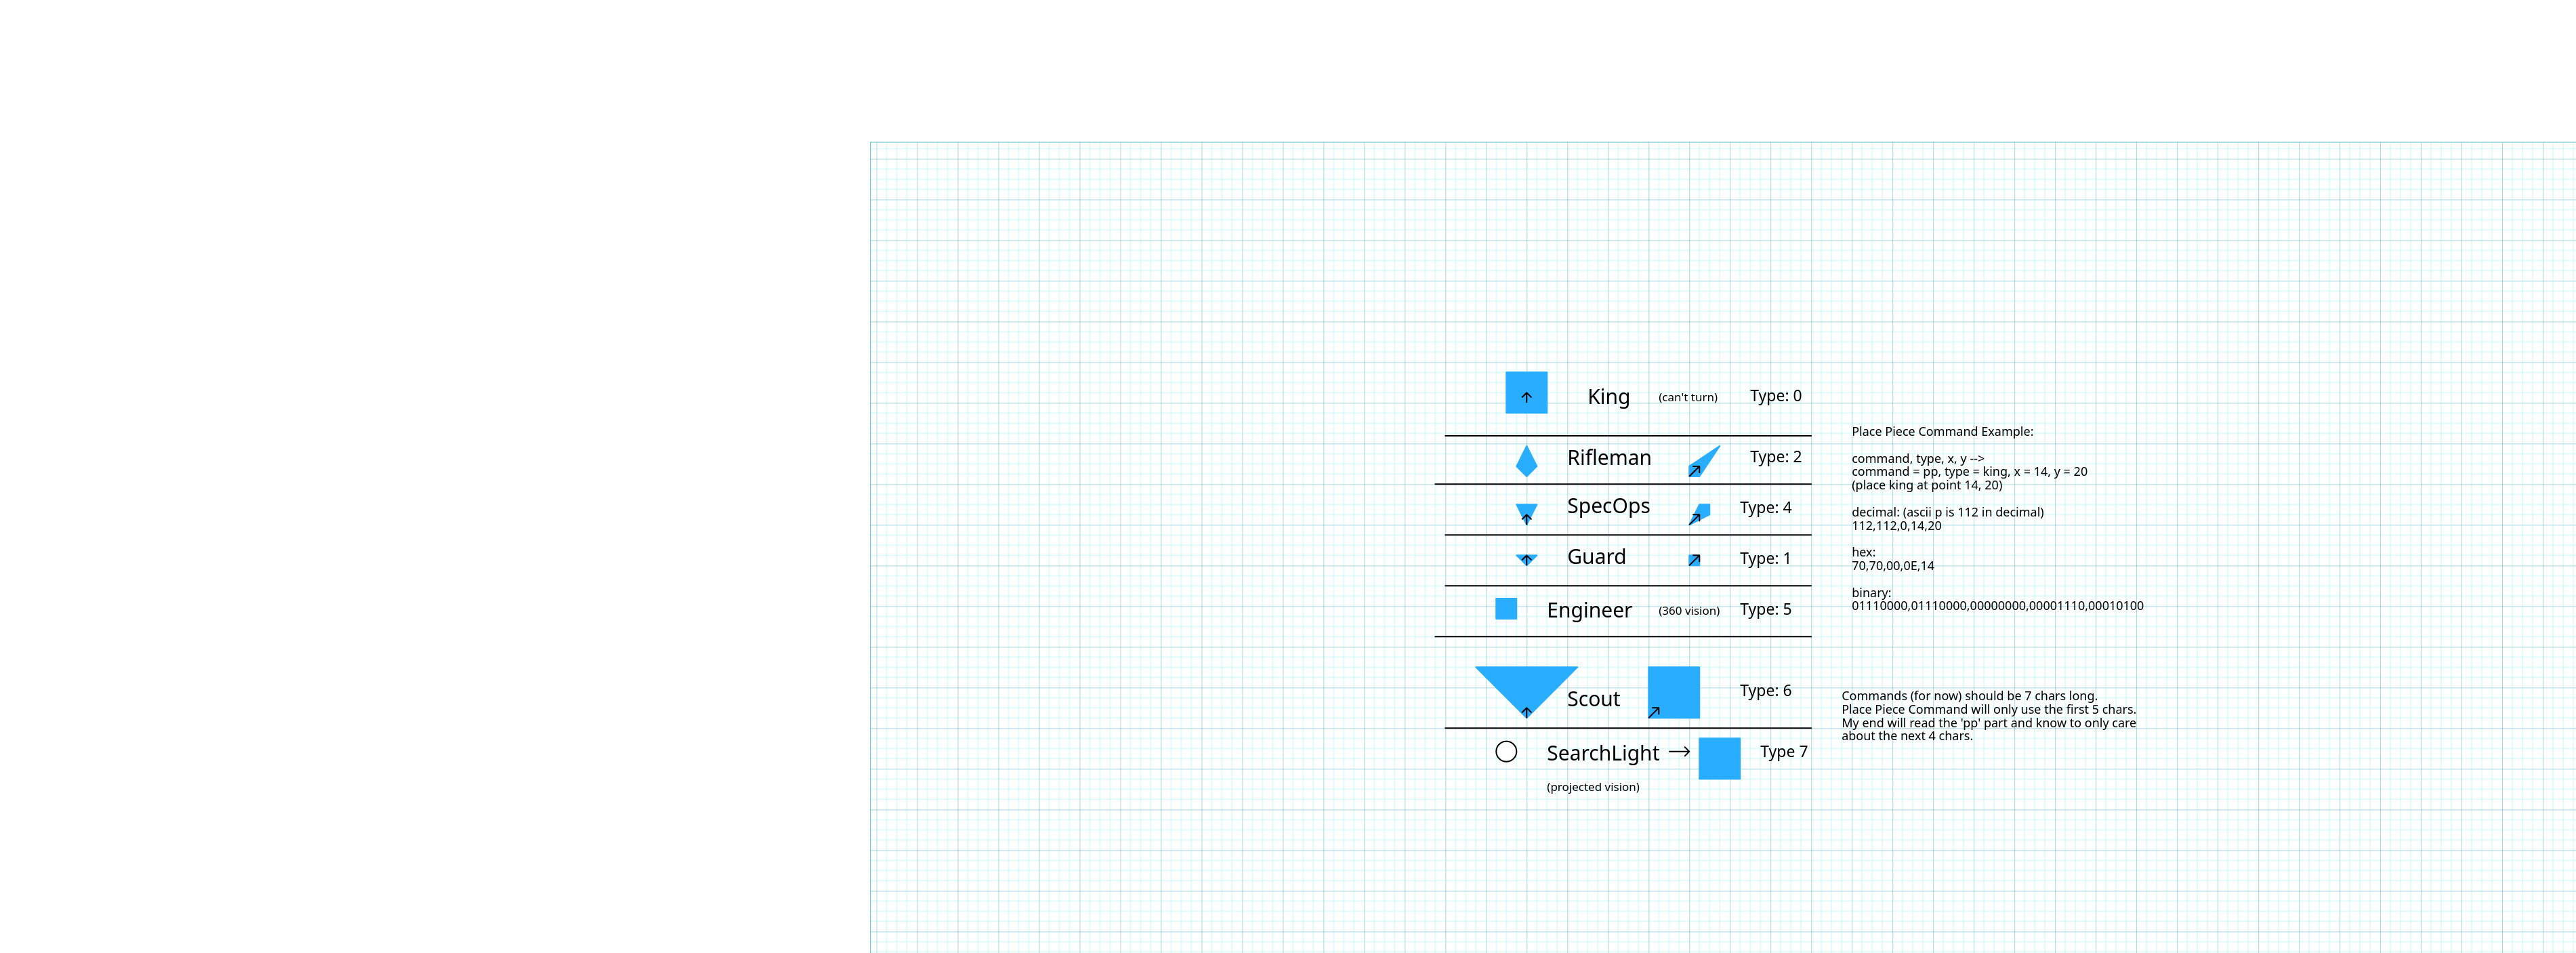 King (can't turn) Type: 0
Rifleman Type: 2
SpecOps Type: 4
Guard Type: 1
Engineer (360 vision) Type: 5
Scout Type: 6
SearchLight Type 7
(projected vision)
Place Piece Command Example:
command, type, x, y -->
command = pp, type = king, x = 14, y = 20
(place king at point 14, 20)
decimal: (ascii p is 112 in decimal)
112,112,0,14,20
hex:
70,70,00,0E,14
binary:
01110000,01110000,00000000,00001110,00010100
Commands (for now) should be 7 chars long.
Place Piece Command will only use the first 5 chars.
My end will read the 'pp' part and know to only care
about the next 4 chars.